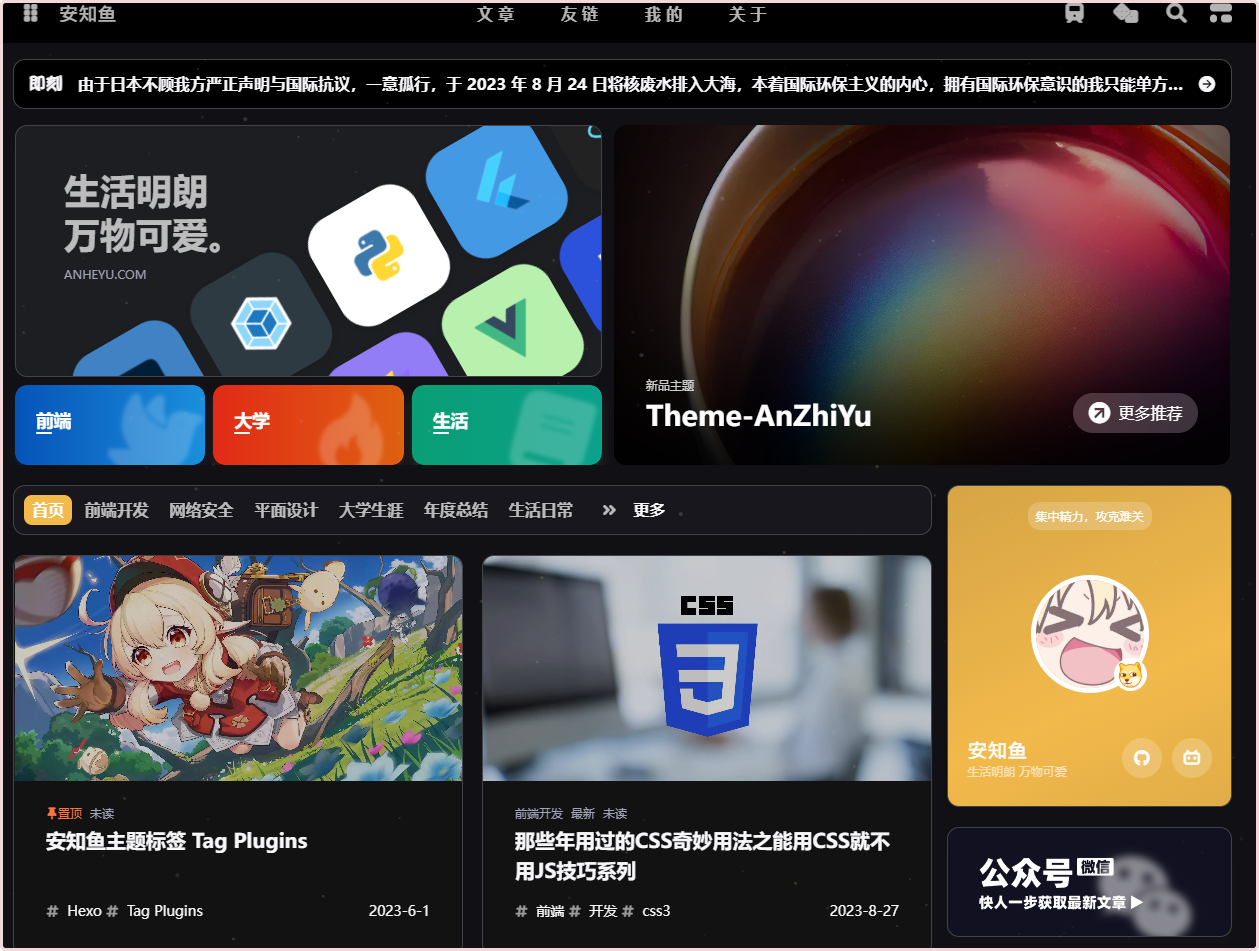 安知鱼
文章 友链 我的 关于
即刻 由于日本不顾我方严正声明与国际抗议，一意孤行，于 2023 年 8 月 24 日将核废水排入大海，本着国际环保主义的内心，拥有国际环保意识的我只能单方...
生活明朗
万物可爱。
ANHEYU.COM
新品主题
Theme-AnZhiYu
更多推荐
前端
大学
生活
首页 前端开发 网络安全 平面设计 大学生涯 年度总结 生活日常 更多
置顶 未读
安知鱼主题标签 Tag Plugins
# Hexo # Tag Plugins 2023-6-1
CSS
3
前端开发 最新 未读
那些年用过的CSS奇妙用法之能用CSS就不
用JS技巧系列
# 前端 # 开发 # css3 2023-8-27
集中精力，攻克难关
安知鱼
生活明朗 万物可爱
公众号 微信
快人一步获取最新文章 ▶